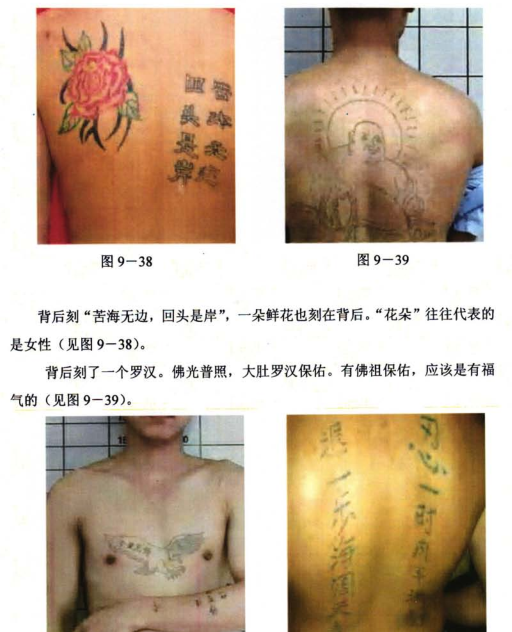 苦海无边
回头是岸
图9-38
图9-39
背后刻“苦海无边，回头是岸”，一朵鲜花也刻在背后。“花朵”往往代表的
是女性（见图9-38）。
背后刻了一个罗汉。佛光普照，大肚罗汉保佑。有佛祖保佑，应该是有福
气的（见图9-39）。
忍一时风平浪
退一步海阔天